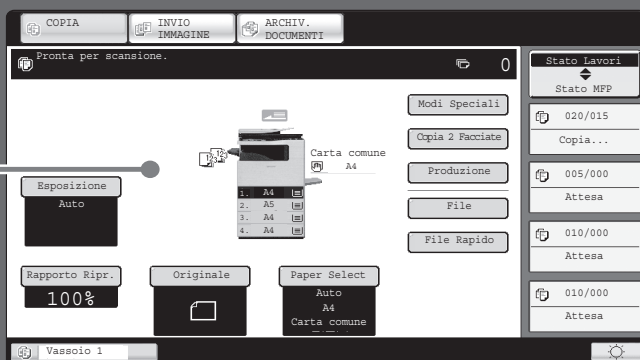 COPIA
INVIO
IMMAGINE
ARCHIV.
DOCUMENTI
Pronta per scansione.
0
Stato Lavori
Stato MFP
020/015
Copia...
005/000
Attesa
010/000
Attesa
010/000
Attesa
Modi Speciali
Copia 2 Facciate
Produzione
File
File Rapido
123
123
Carta comune
A4
1. A4
2. A5
3. A4
4. A4
Esposizione
Auto
Rapporto Ripr.
100%
Originale
Paper Select
Auto
A4
Carta comune
Vassoio 1